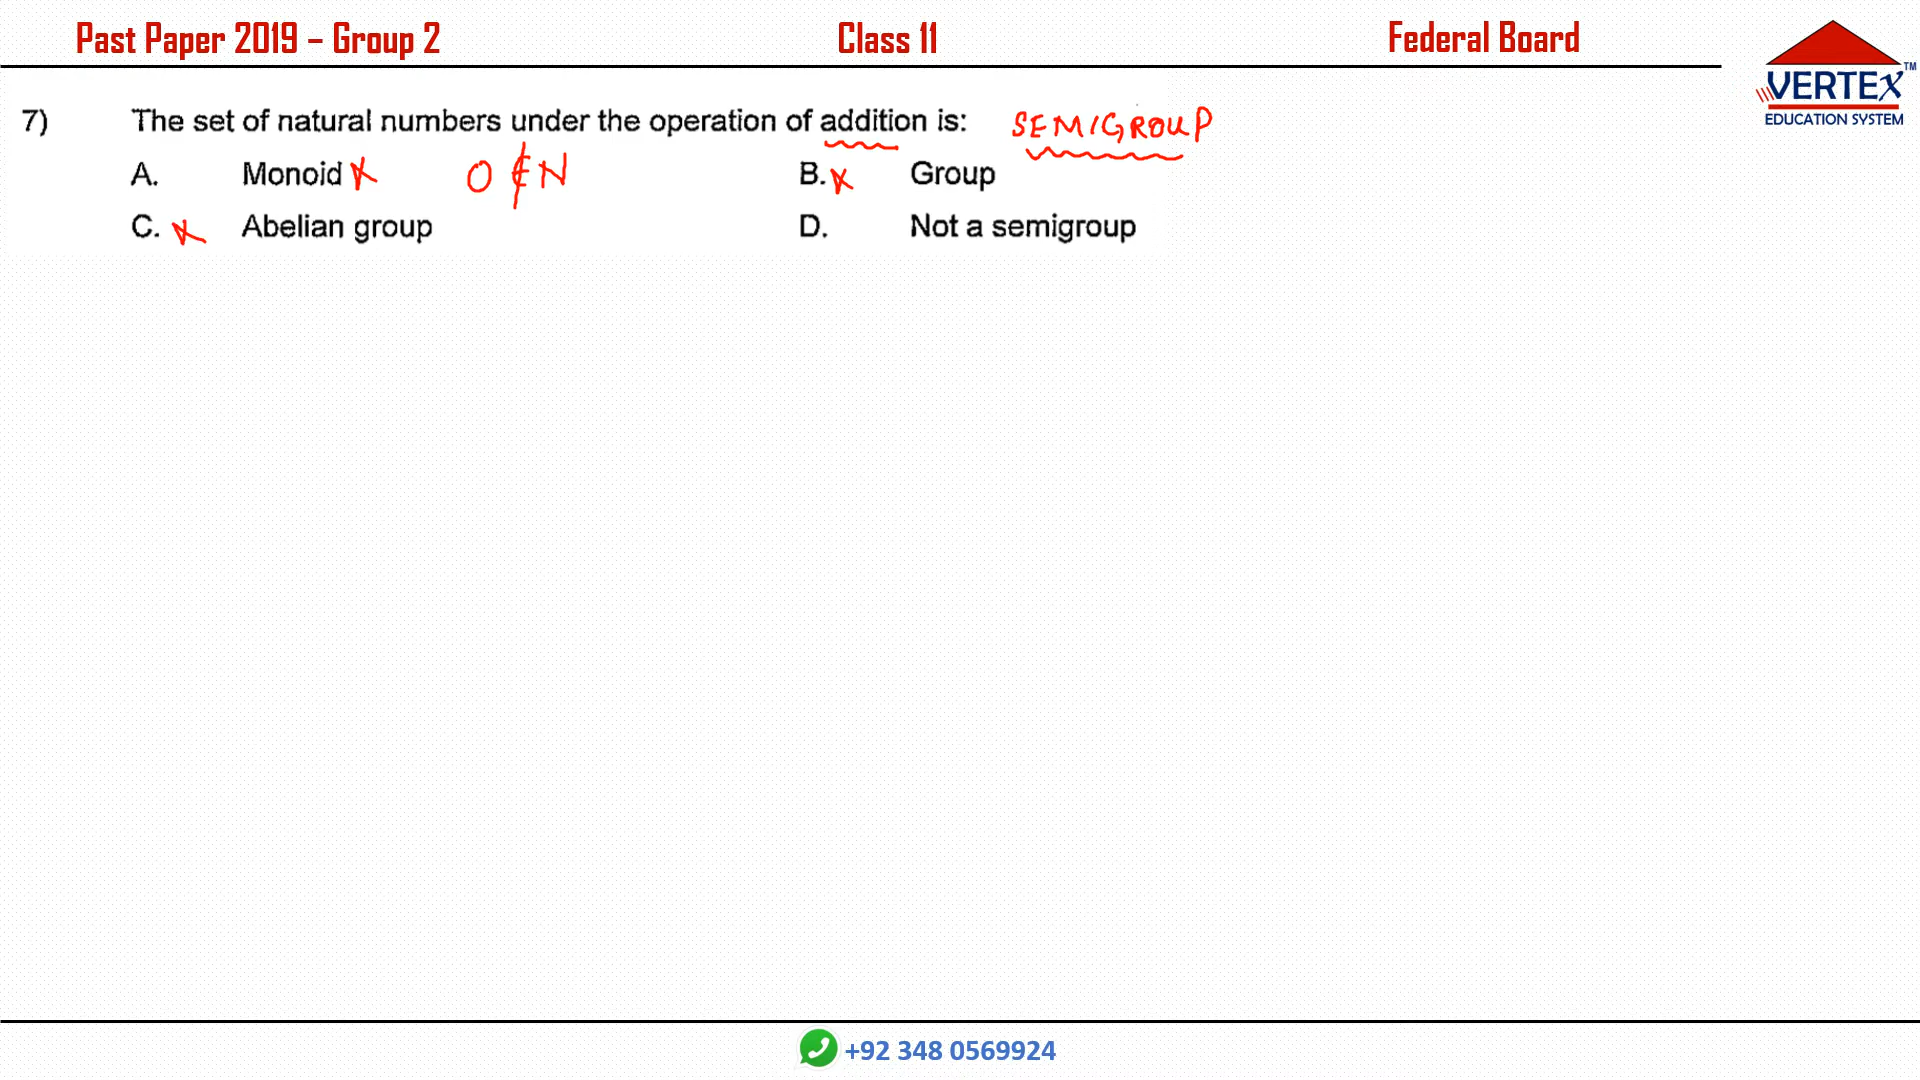 Past Paper 2019 – Group 2 Class 11 Federal Board
VERTEX™
EDUCATION SYSTEM
7) The set of natural numbers under the operation of addition is: SEMIGROUP
A. Monoid x 0 ∉ N B. x Group
C. x Abelian group D. Not a semigroup
+92 348 0569924